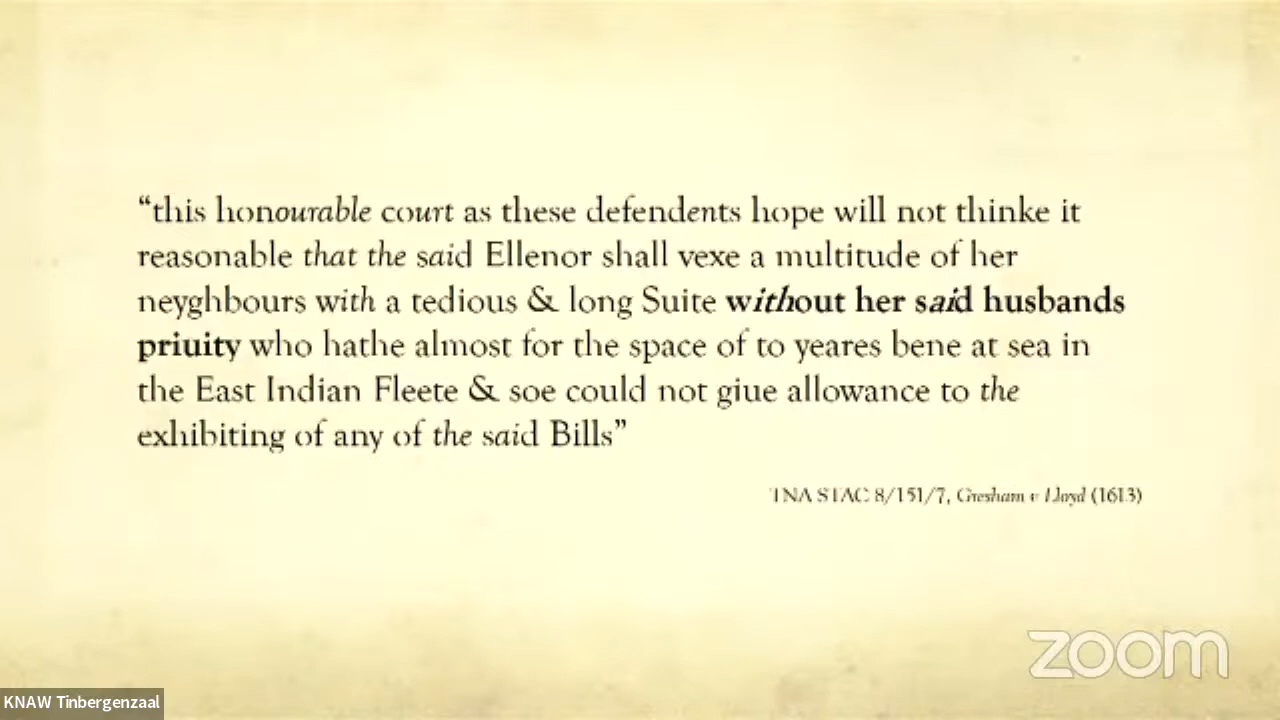 “this honourable court as these defendents hope will not thinke it
reasonable that the said Ellenor shall vexe a multitude of her
neyghbours with a tedious & long Suite without her said husbands
priuity who hathe almost for the space of to yeares bene at sea in
the East Indian Fleete & soe could not giue allowance to the
exhibiting of any of the said Bills”
TNA STAC 8/151/7, Gresham v Lloyd (1613)
zoom
KNAW Tinbergenzaal